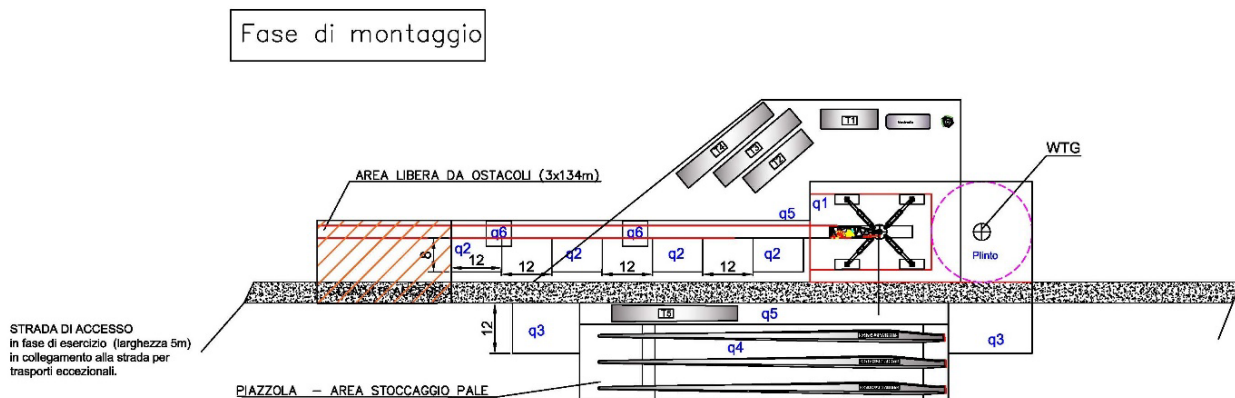 Fase di montaggio
T1
T4
T3
T2
WTG
AREA LIBERA DA OSTACOLI (3x134m)
q5
q1
q6
q6
q2
q2
q2
q2
8
12
12
12
12
12
12
Plinto
STRADA DI ACCESSO
in fase di esercizio (larghezza 5m)
in collegamento alla strada per
trasporti eccezionali.
12
q3
T5
q5
q3
q4
PIAZZOLA - AREA STOCCAGGIO PALE